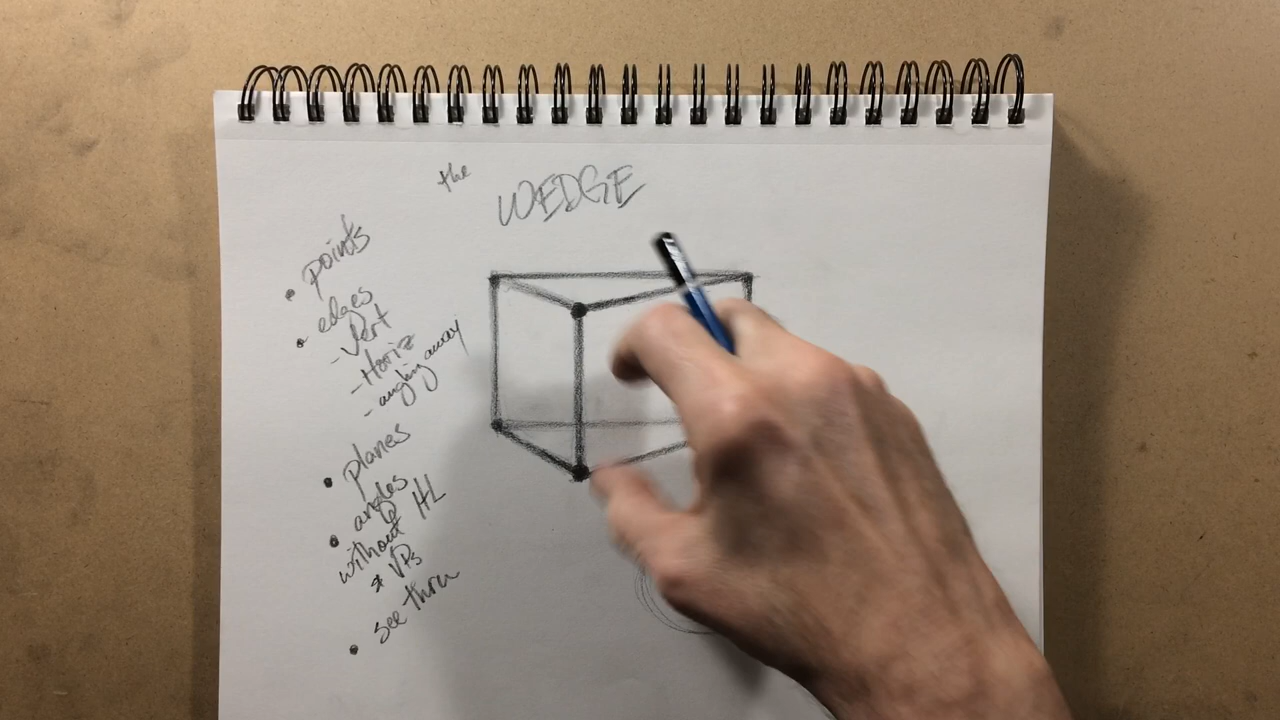 the WEDGE
• points
• edges
- Vert
- Horiz
- angling away
• planes
• angles
without HL
& VPs
• see thru